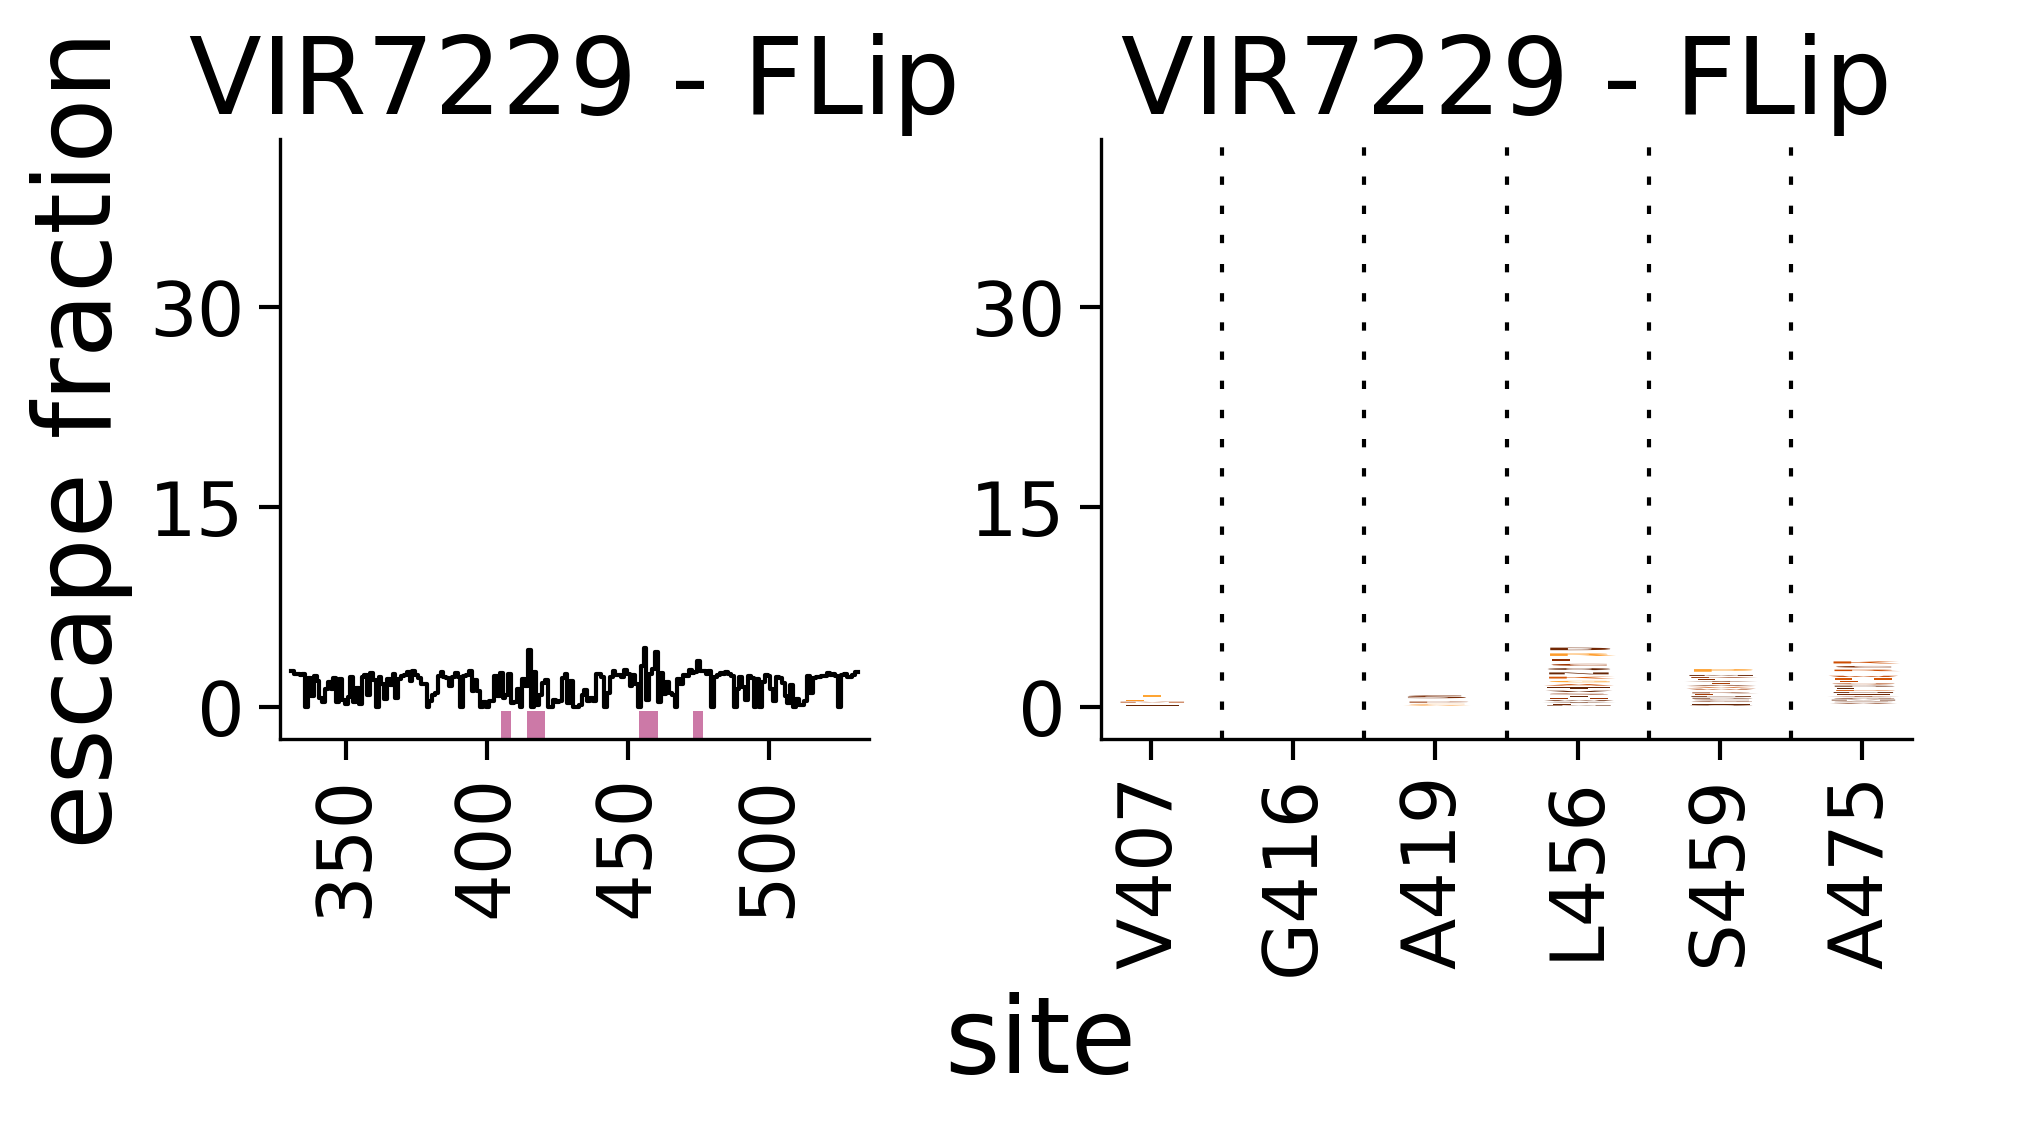 VIR7229 - FLip
VIR7229 - FLip
escape fraction
30
15
0
30
15
0
350
400
450
500
V407
G416
A419
L456
S459
A475
site